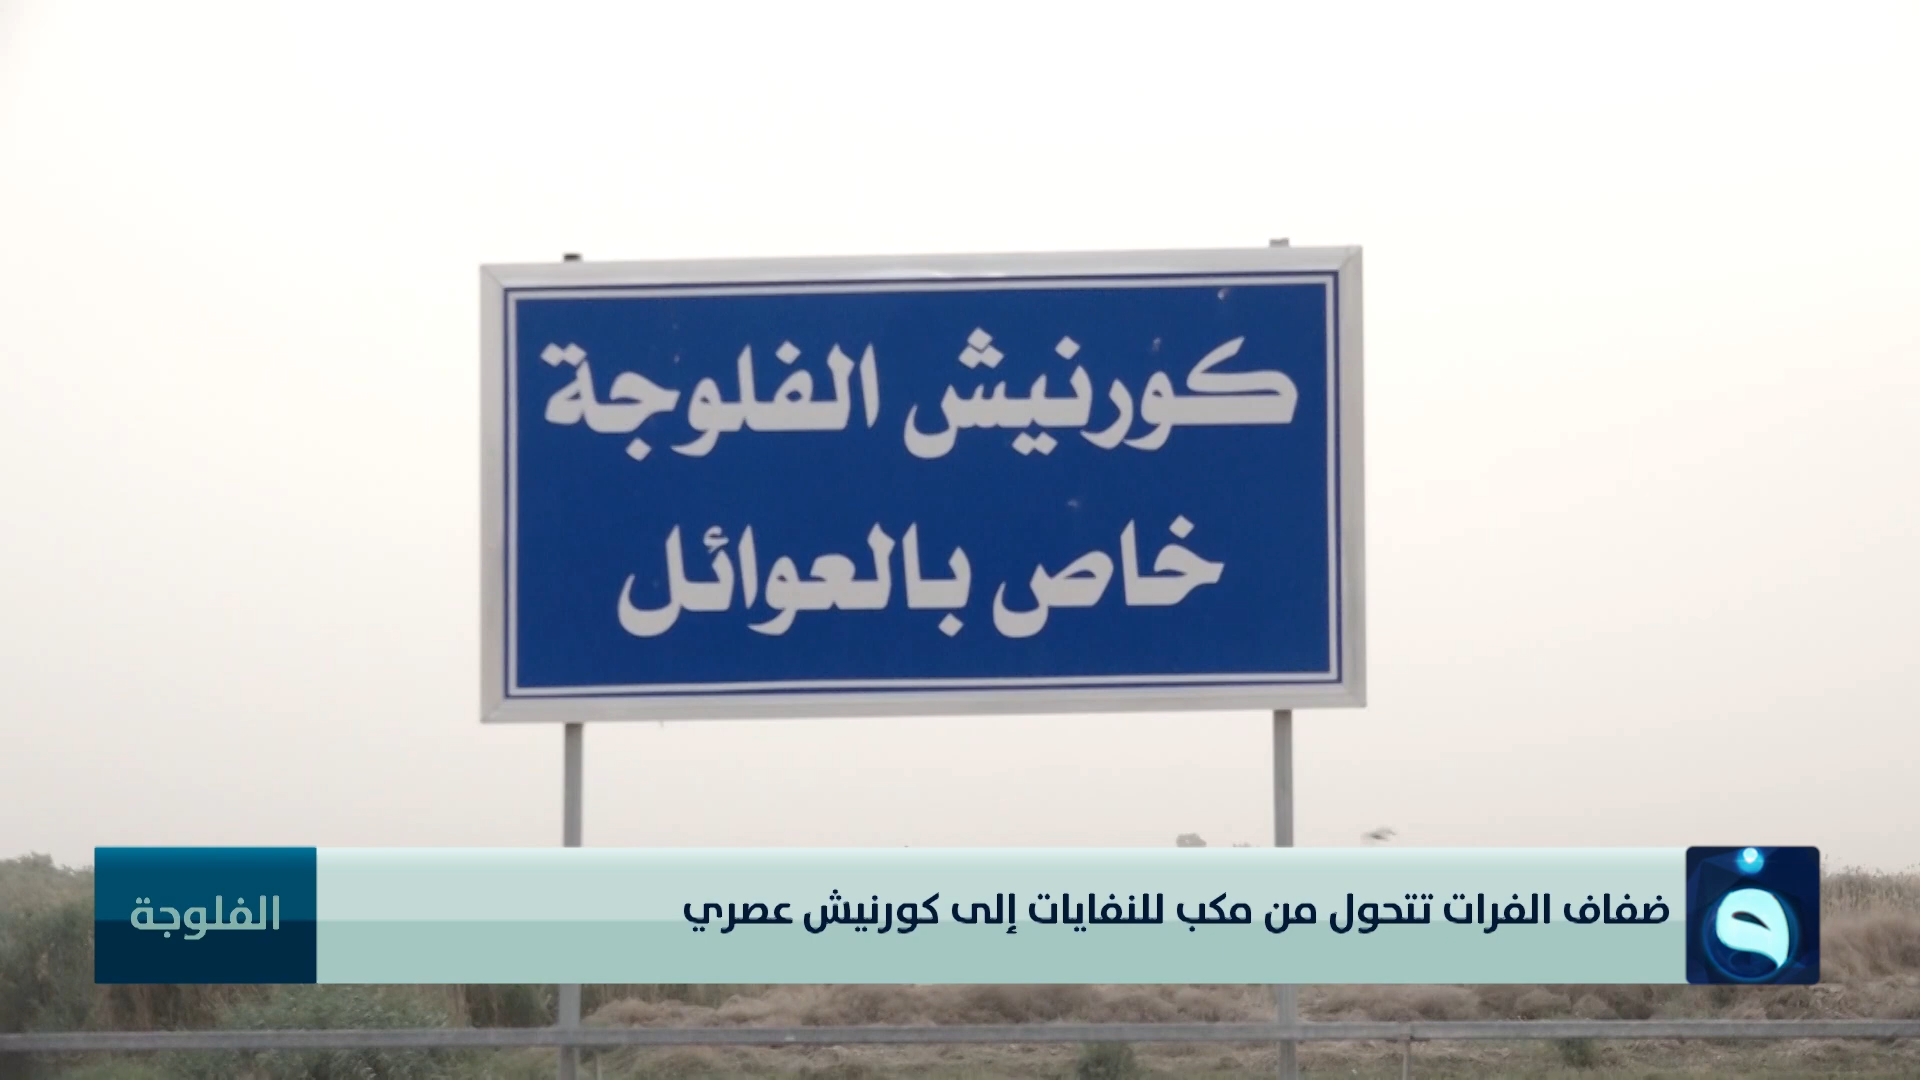 كورنيش الفلوجة
خاص بالعوائل
ضفاف الفرات تتحول من مكب للنفايات إلى كورنيش عصري
الفلوجة